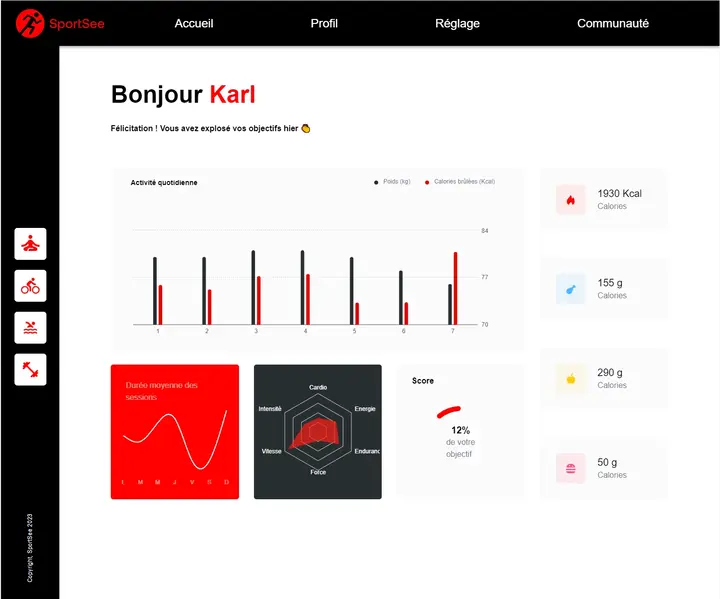 SportSee
Accueil
Profil
Réglage
Communauté
Bonjour Karl
Félicitation ! Vous avez explosé vos objectifs hier 👏
Activité quotidienne
Poids (kg)
Calories brûlées (Kcal)
84
77
70
1
2
3
4
5
6
7
1930 Kcal
Calories
155 g
Calories
290 g
Calories
50 g
Calories
Durée moyenne des
sessions
L
M
M
J
V
S
D
Cardio
Energie
Enduranc
Force
Vitesse
Intensité
Score
12%
de votre
objectif
Copyright, SportSee 2023